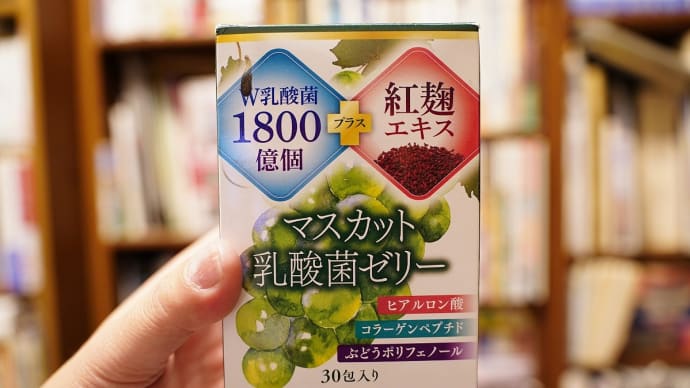 W乳酸菌
1800
億個
プラス
紅麹
エキス
マスカット
乳酸菌ゼリー
ヒアルロン酸
コラーゲンペプチド
ぶどうポリフェノール
30包入り